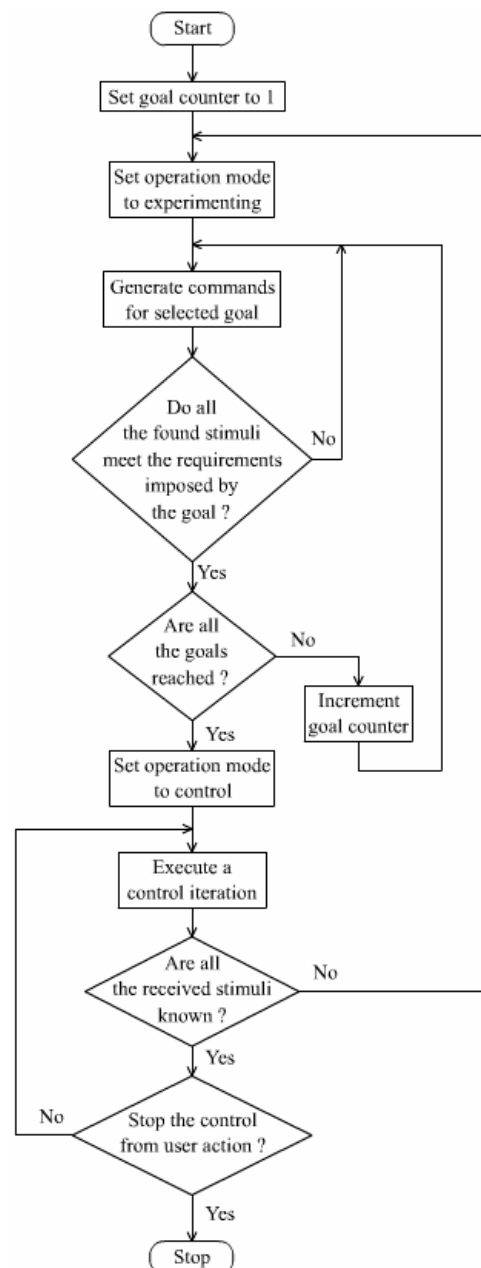 Start
Set goal counter to 1
Set operation mode
to experimenting
Generate commands
for selected goal
Do all
the found stimuli
meet the requirements
imposed by
the goal ?
No
Yes
Are all
the goals
reached ?
No
Increment
goal counter
Yes
Set operation mode
to control
Execute a
control iteration
Are all
the received stimuli
known ?
No
Yes
No
Stop the control
from user action ?
Yes
Stop